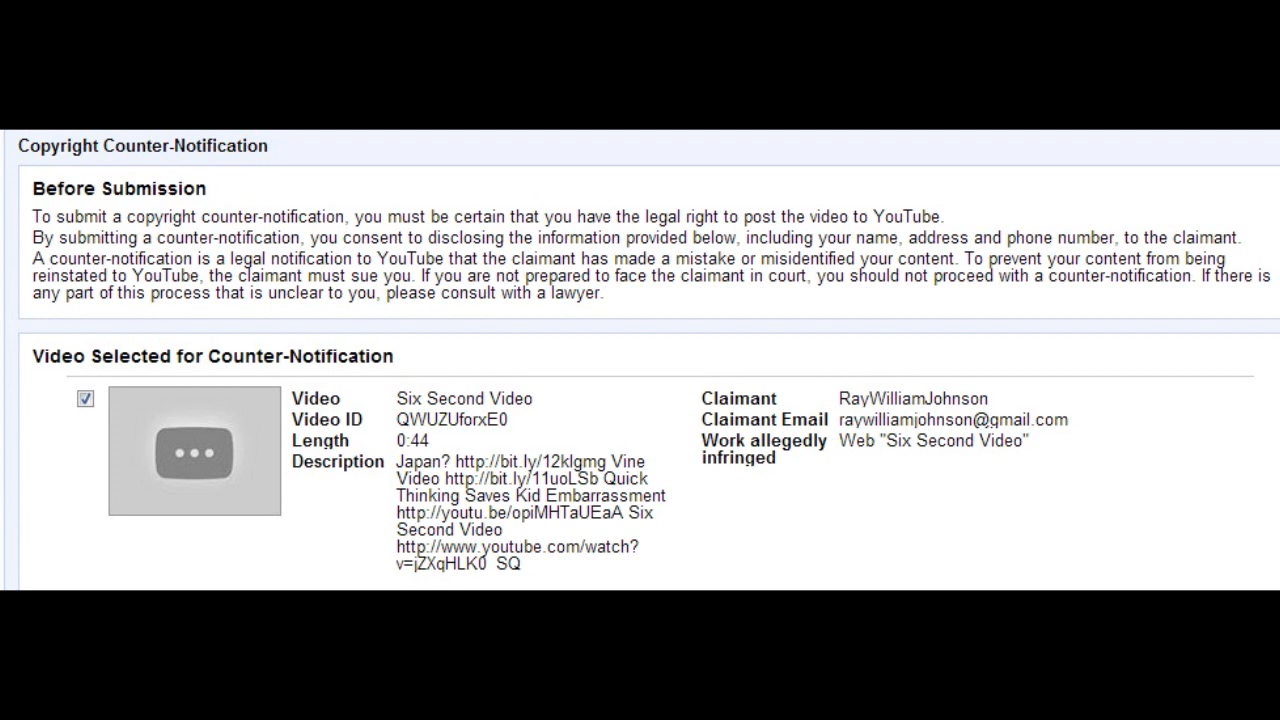 Copyright Counter-Notification
Before Submission
To submit a copyright counter-notification, you must be certain that you have the legal right to post the video to YouTube.
By submitting a counter-notification, you consent to disclosing the information provided below, including your name, address and phone number, to the claimant.
A counter-notification is a legal notification to YouTube that the claimant has made a mistake or misidentified your content. To prevent your content from being
reinstated to YouTube, the claimant must sue you. If you are not prepared to face the claimant in court, you should not proceed with a counter-notification. If there is
any part of this process that is unclear to you, please consult with a lawyer.
Video Selected for Counter-Notification
Video Six Second Video
Video ID QWUZUforxE0
Length 0:44
Description Japan? http://bit.ly/12klgmg Vine
Video http://bit.ly/11uoLSb Quick
Thinking Saves Kid Embarrassment
http://youtu.be/opiMHTaUEaA Six
Second Video
http://www.youtube.com/watch?
v=jZXqHLK0_SQ
Claimant RayWilliamJohnson
Claimant Email raywilliamjohnson@gmail.com
Work allegedly Web "Six Second Video"
infringed